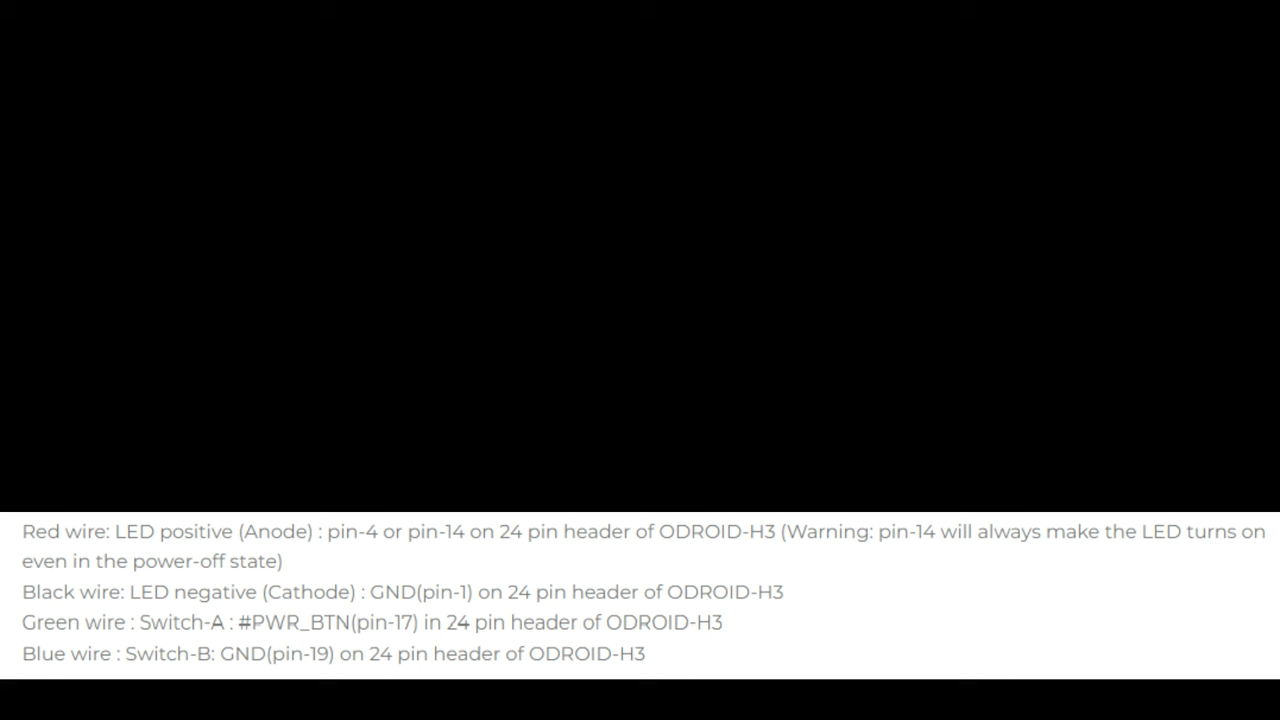 Red wire: LED positive (Anode) : pin-4 or pin-14 on 24 pin header of ODROID-H3 (Warning: pin-14 will always make the LED turns on
even in the power-off state)
Black wire: LED negative (Cathode) : GND(pin-1) on 24 pin header of ODROID-H3
Green wire : Switch-A : #PWR_BTN(pin-17) in 24 pin header of ODROID-H3
Blue wire : Switch-B: GND(pin-19) on 24 pin header of ODROID-H3